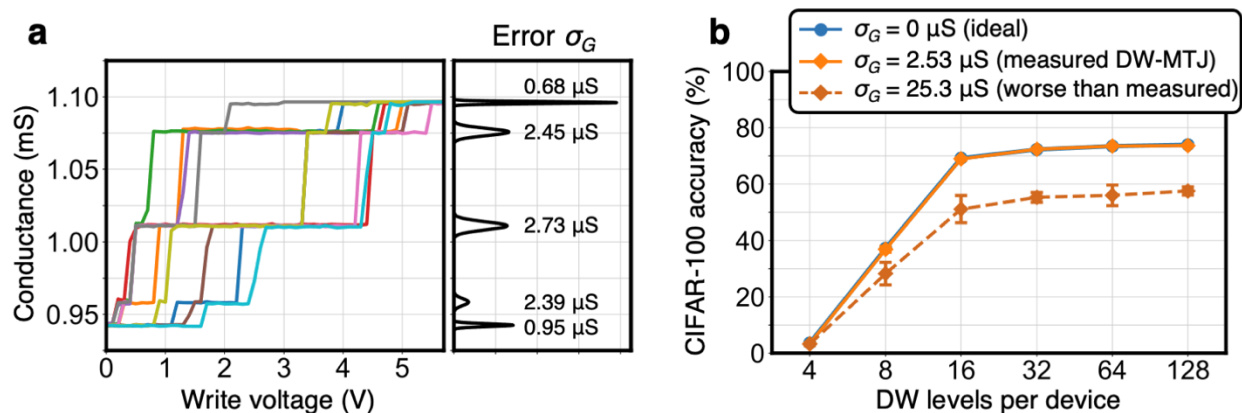 a
Error σG
Conductance (mS)
1.10
1.05
1.00
0.95
0.68 µS
2.45 µS
2.73 µS
2.39 µS
0.95 µS
0 1 2 3 4 5
Write voltage (V)
b
σG = 0 µS (ideal)
σG = 2.53 µS (measured DW-MTJ)
σG = 25.3 µS (worse than measured)
CIFAR-100 accuracy (%)
100
80
60
40
20
0
4 8 16 32 64 128
DW levels per device